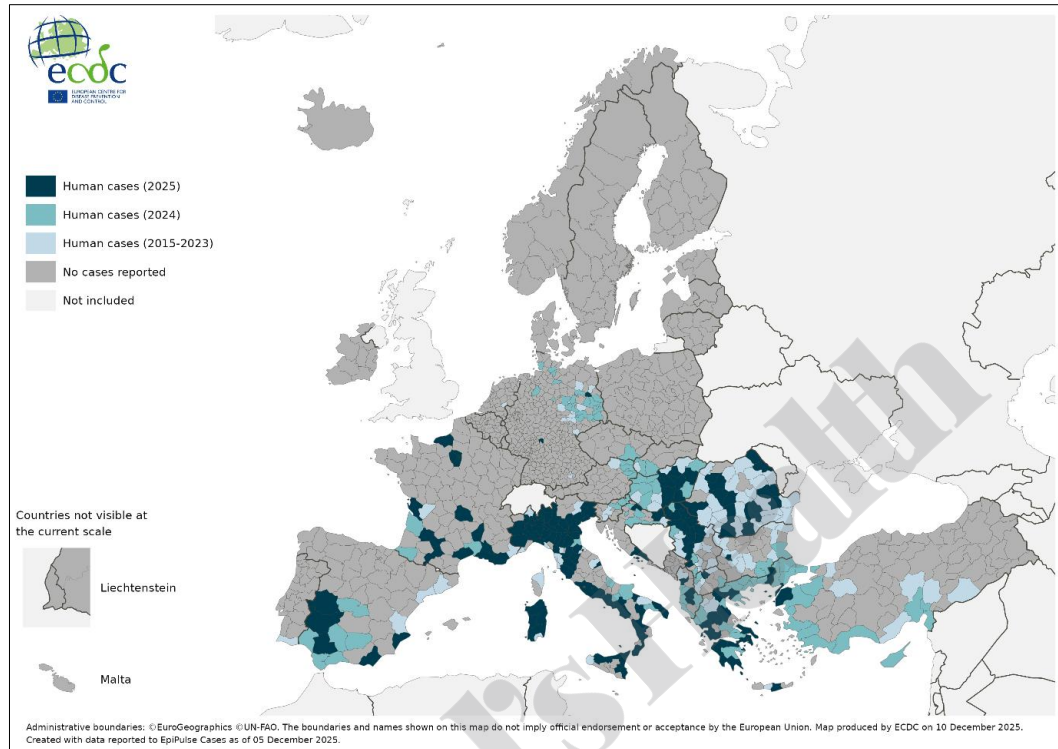 ecdc
EUROPEAN CENTRE FOR
DISEASE PREVENTION
AND CONTROL
Human cases (2025)
Human cases (2024)
Human cases (2015-2023)
No cases reported
Not included
Countries not visible at
the current scale
Liechtenstein
Malta
Administrative boundaries: ©EuroGeographics ©UN-FAO. The boundaries and names shown on this map do not imply official endorsement or acceptance by the European Union. Map produced by ECDC on 10 December 2025.
Created with data reported to EpiPulse Cases as of 05 December 2025.